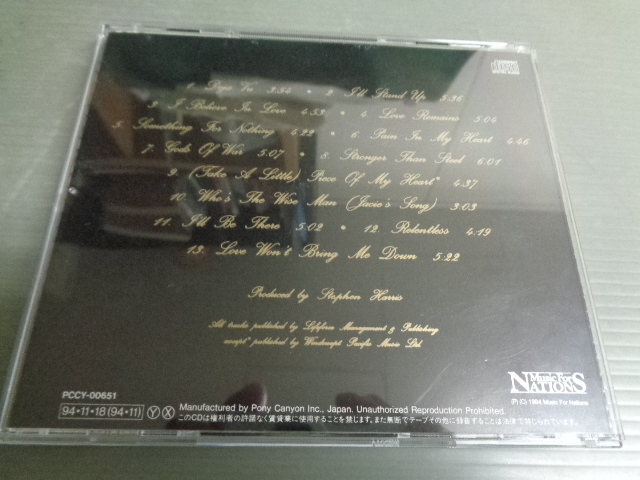 1. Deja Vu 3:54 • 2. I'll Stand Up 3:36
3. I Believe In Love 4:53 • 4. Love Remains 5:04
5. Something For Nothing 4:22 • 6. Pain In My Heart 4:46
7. Gods Of War 5:07 • 8. Stronger Than Steel 6:01
9. (Take A Little) Piece Of My Heart 4:37
10. Who's The Wise Man (Jacie's Song) 3:03
11. I'll Be There 5:02 • 12. Relentless 4:19
13. Love Won't Bring Me Down 5:22
Produced by Stephen Harris
All tracks published by Lifeforce Management & Publishing
except* published by Windswept Pacific Music Ltd.
Music For
NATIONS
(P) (C) 1994 Music For Nations
PCCY-00651
94・11・18(94・11) Y X Manufactured by Pony Canyon Inc., Japan. Unauthorized Reproduction Prohibited.
このCDは権利者の許諾なく賃貸業に使用することを禁じます。また無断でテープその他に録音することは法律で禁じられています。